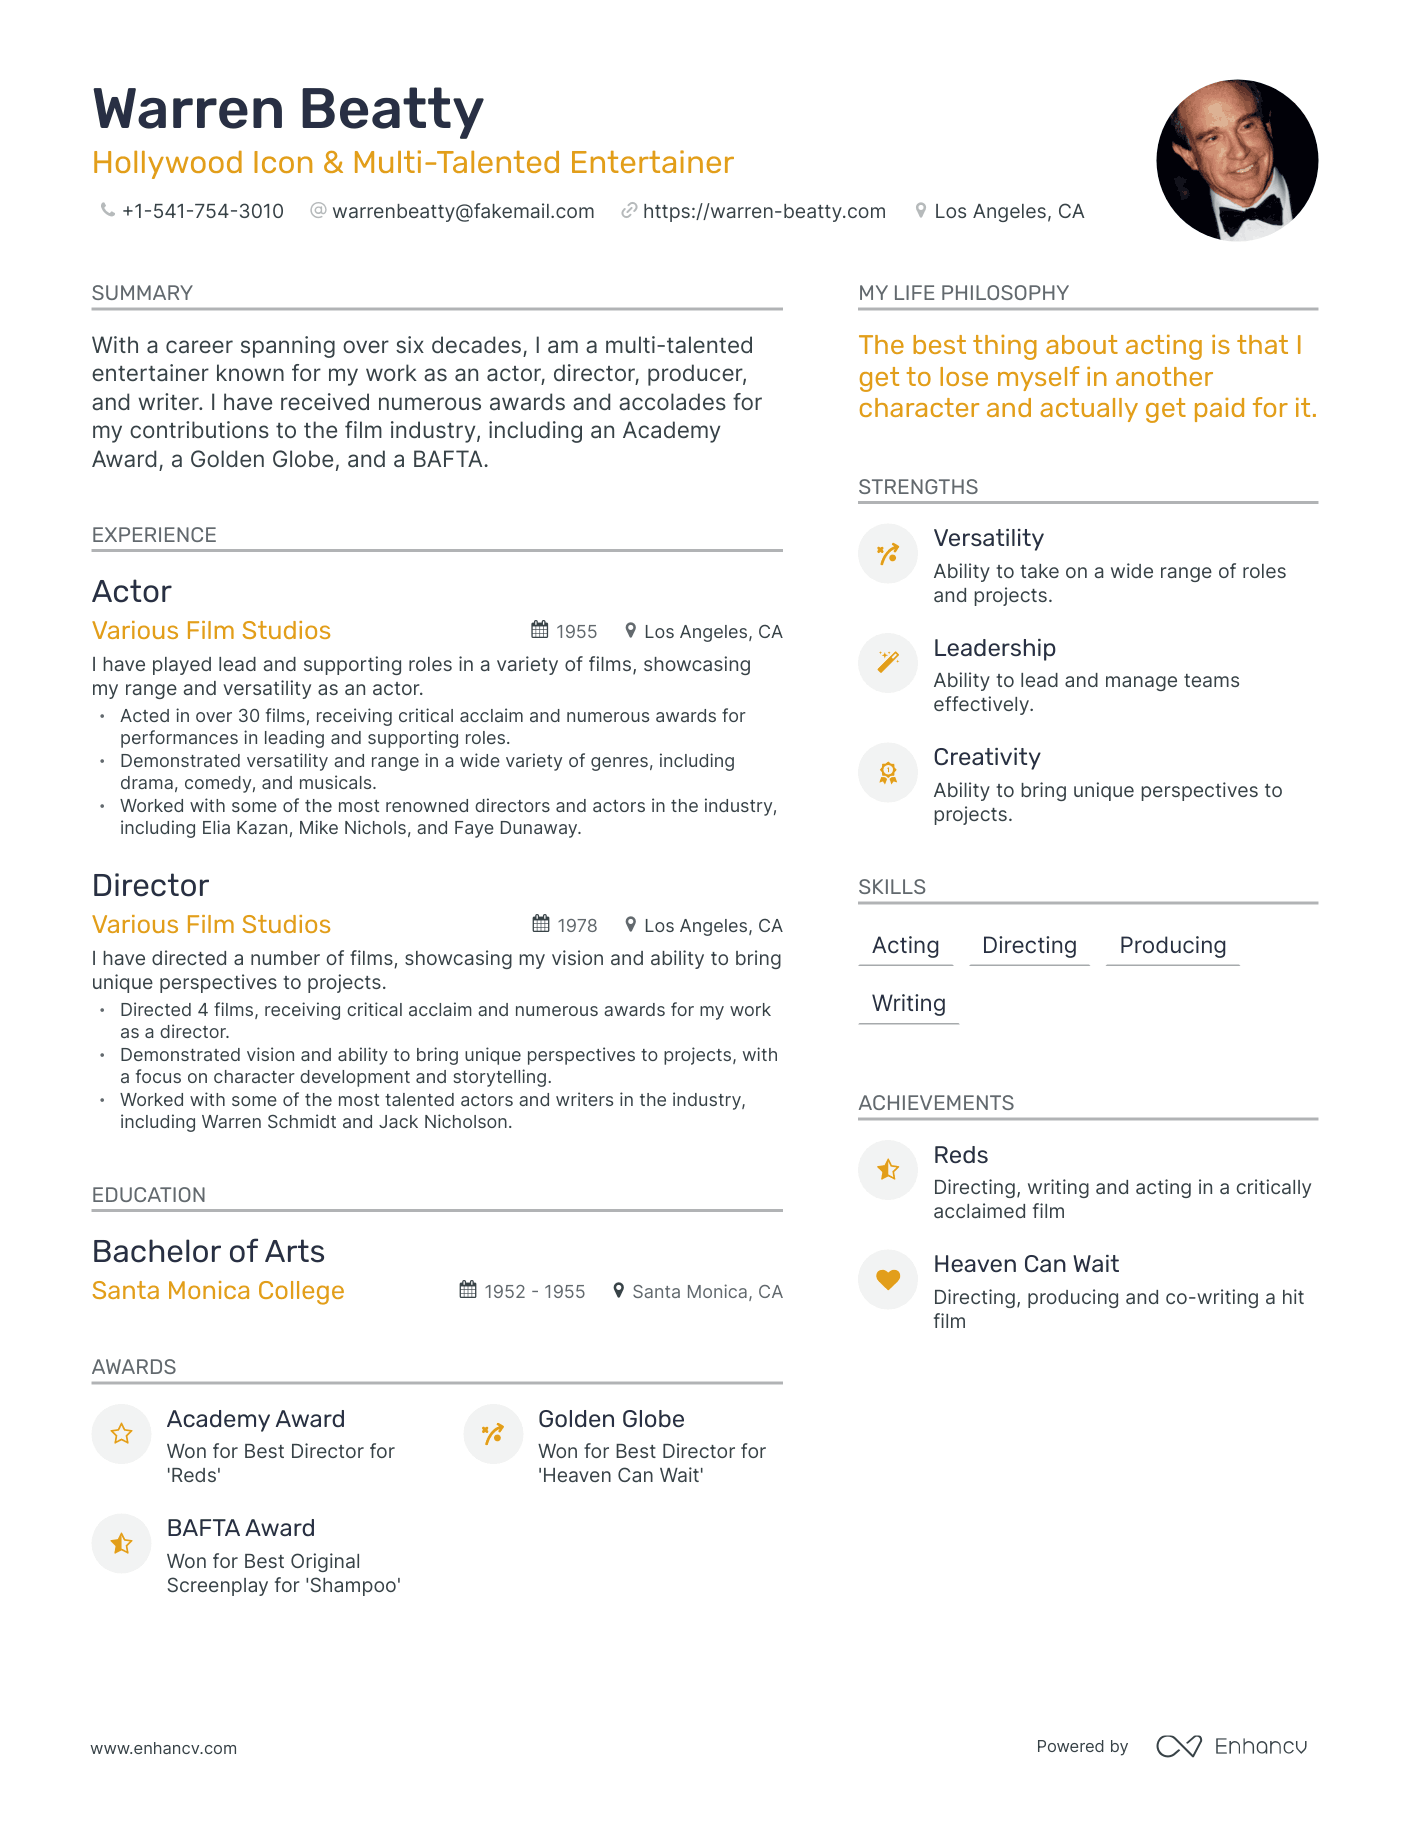 Warren Beatty
Hollywood Icon & Multi-Talented Entertainer
+1-541-754-3010 @ warrenbeatty@fakemail.com https://warren-beatty.com Los Angeles, CA
SUMMARY
With a career spanning over six decades, I am a multi-talented
entertainer known for my work as an actor, director, producer,
and writer. I have received numerous awards and accolades for
my contributions to the film industry, including an Academy
Award, a Golden Globe, and a BAFTA.
EXPERIENCE
Actor
Various Film Studios 1955 Los Angeles, CA
I have played lead and supporting roles in a variety of films, showcasing
my range and versatility as an actor.
• Acted in over 30 films, receiving critical acclaim and numerous awards for
performances in leading and supporting roles.
• Demonstrated versatility and range in a wide variety of genres, including
drama, comedy, and musicals.
• Worked with some of the most renowned directors and actors in the industry,
including Elia Kazan, Mike Nichols, and Faye Dunaway.
Director
Various Film Studios 1978 Los Angeles, CA
I have directed a number of films, showcasing my vision and ability to bring
unique perspectives to projects.
• Directed 4 films, receiving critical acclaim and numerous awards for my work
as a director.
• Demonstrated vision and ability to bring unique perspectives to projects, with
a focus on character development and storytelling.
• Worked with some of the most talented actors and writers in the industry,
including Warren Schmidt and Jack Nicholson.
EDUCATION
Bachelor of Arts
Santa Monica College 1952 - 1955 Santa Monica, CA
AWARDS
Academy Award
Won for Best Director for
'Reds'
Golden Globe
Won for Best Director for
'Heaven Can Wait'
BAFTA Award
Won for Best Original
Screenplay for 'Shampoo'
MY LIFE PHILOSOPHY
The best thing about acting is that I
get to lose myself in another
character and actually get paid for it.
STRENGTHS
Versatility
Ability to take on a wide range of roles
and projects.
Leadership
Ability to lead and manage teams
effectively.
Creativity
Ability to bring unique perspectives to
projects.
SKILLS
Acting Directing Producing
Writing
ACHIEVEMENTS
Reds
Directing, writing and acting in a critically
acclaimed film
Heaven Can Wait
Directing, producing and co-writing a hit
film
www.enhancv.com
Powered by Enhancv